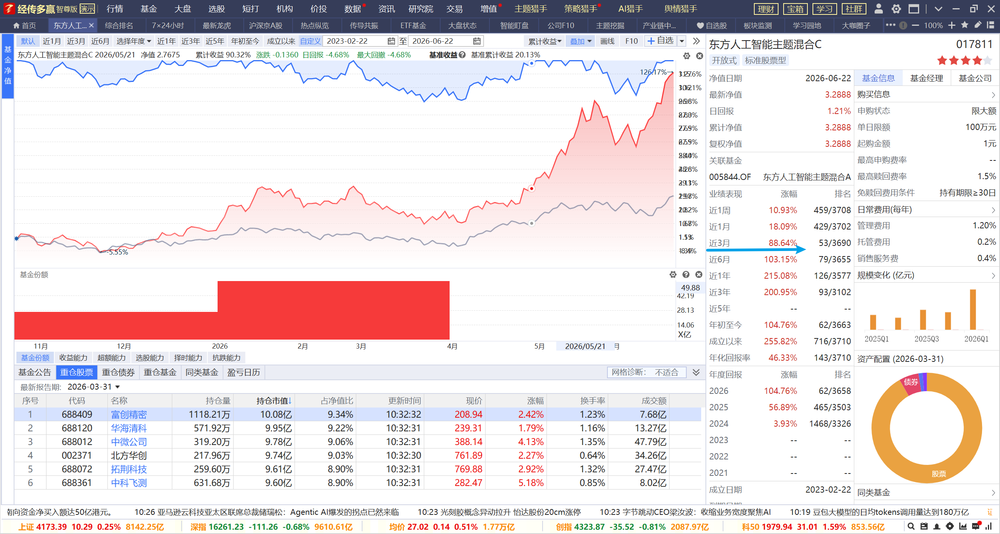 经传多赢 智尊版 演示 行情 基金 大盘 选股 短打 机构 价投 数据 资讯 研究院 交易 增值 主题猎手 策略猎手 AI猎手 舆情猎手 理财 宝箱 学习 社群
首页 东方人工... 综合排名 7×24小时 最新龙虎 沪深京A股 热点纵览 传导共振 ETF基金 大盘状态 智能盯盘 公司F10 主题挖掘 产业链中... 自选股 板块监测 学习园地 大咖圈子 100%
基金净值
默认 近1月 近3月 近6月 选择年度 近1年 近3年 近5年 年初至今 成立以来 自定义 2023-02-22 至 2026-06-22 累计收益 叠加 画线 F10 自选
东方人工智能主题混合C 2026/05/21 净值 2.7675 累计收益 90.32% 涨跌 -0.1360 日回报 -4.68% 最大回撤 -4.68% 基准收益 基准累计收益 20.13%
126.17%→
←-5.55%
基金份额
49.88
42.19
28.13
14.06
X亿
11月 12月 2026 2月 3月 4月 5月 2026/05/21 月
基金份额 收益能力 超额能力 选股能力 择时能力 抗跌能力
基金公告 重仓股票 重仓债券 重仓基金 同类基金 盈亏日历 网格诊断: 不适合
最新报告期: 2026-03-31
序号 代码 名称 持仓量 持仓市值↓ 占净值比 更新时间 现价 涨幅 换手率 成交额
1 688409 富创精密 1118.21万 10.08亿 9.34% 10:32:32 208.94 2.42% 1.23% 7.68亿
2 688120 华海清科 571.92万 9.95亿 9.22% 10:32:31 239.31 1.79% 1.16% 13.27亿
3 688012 中微公司 319.20万 9.78亿 9.06% 10:32:31 388.14 4.13% 1.35% 47.79亿
4 002371 北方华创 217.96万 9.74亿 9.03% 10:32:30 761.89 2.27% 0.64% 34.26亿
5 688072 拓荆科技 259.60万 9.61亿 8.90% 10:32:31 769.88 2.92% 1.32% 27.47亿
6 688361 中科飞测 631.68万 9.60亿 8.90% 10:32:31 282.47 5.18% 0.85% 8.02亿
东方人工智能主题混合C 017811
开放式 标准股票型
净值日期 2026-06-22
最新净值 3.2888
日回报 1.21%
累计净值 3.2888
复权净值 3.2888
关联基金
005844.OF 东方人工智能主题混合A
业绩表现 涨幅 排名
近1周 10.93% 459/3708
近1月 18.09% 429/3702
近3月 88.64% 53/3690
近6月 103.15% 79/3655
近1年 215.08% 126/3577
近3年 200.95% 93/3102
近5年 -- --
年初至今 104.76% 62/3663
成立以来 255.82% 716/3710
年化回报率 46.33% 143/3710
年度回报 涨幅 排名
2026 104.76% 62/3658
2025 56.89% 465/3503
2024 3.93% 1468/3326
2023 -- --
2022 -- --
2021 -- --
成立日期 2023-02-22
基金信息 基金经理 基金公司
购买信息
申购状态 限大额
单日限额 100万元
起购金额 1元
最高申购费率 --
最高赎回费率 1.5%
免赎回费用条件 持有期限≥30日
日常费用(每年)
管理费用 1.20%
托管费用 0.2%
销售服务费 0.4%
规模变化 (亿元)
2025Q1 2025Q3 2026Q1
资产配置 (2026-03-31)
债券
股票
同类基金
南向资金净买入额达50亿港元。 10:26 亚马逊云科技亚太区联席总裁储瑞松：Agentic AI爆发的拐点已然来临 10:23 光刻胶概念异动拉升 怡达股份20cm涨停 10:23 字节跳动CEO梁汝波：收缩业务宽度聚焦AI 10:19 豆包大模型的日均tokens调用量达到180万亿
上证 4173.39 10.29 0.25% 8142.25亿 深指 16261.23 -111.26 -0.68% 9610.61亿 均价 27.02 0.14 0.51% 1.77万亿 创指 4323.87 -35.52 -0.81% 2087.97亿 科50 1979.94 31.01 1.59% 853.56亿